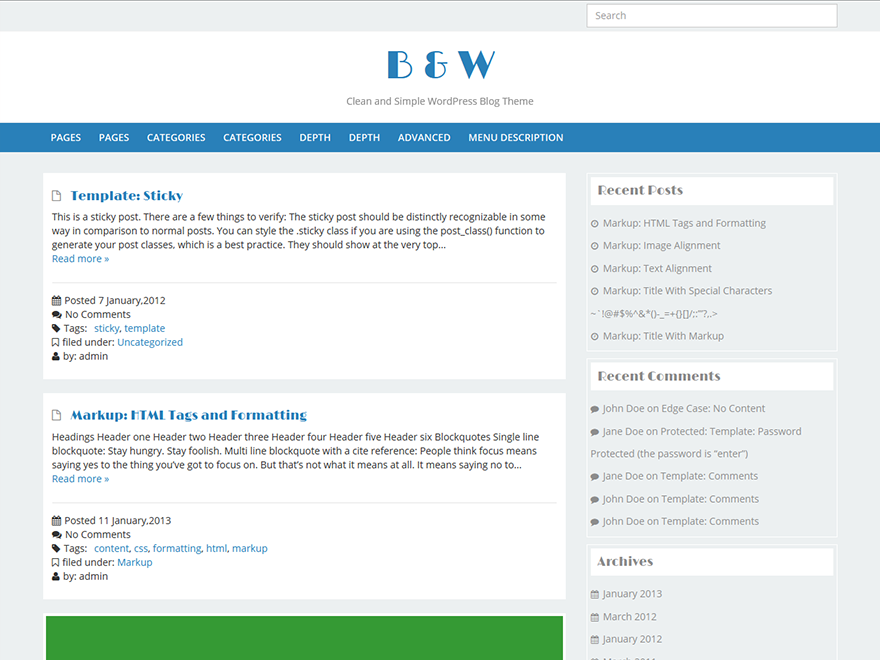 Search
B & W
Clean and Simple WordPress Blog Theme
PAGES PAGES CATEGORIES CATEGORIES DEPTH DEPTH ADVANCED MENU DESCRIPTION
Template: Sticky
This is a sticky post. There are a few things to verify: The sticky post should be distinctly recognizable in some
way in comparison to normal posts. You can style the .sticky class if you are using the post_class() function to
generate your post classes, which is a best practice. They should show at the very top…
Read more »
Posted 7 January,2012
No Comments
Tags: sticky, template
filed under: Uncategorized
by: admin
Markup: HTML Tags and Formatting
Headings Header one Header two Header three Header four Header five Header six Blockquotes Single line
blockquote: Stay hungry. Stay foolish. Multi line blockquote with a cite reference: People think focus means
saying yes to the thing you’ve got to focus on. But that’s not what it means at all. It means saying no to…
Read more »
Posted 11 January,2013
No Comments
Tags: content, css, formatting, html, markup
filed under: Markup
by: admin
Recent Posts
Markup: HTML Tags and Formatting
Markup: Image Alignment
Markup: Text Alignment
Markup: Title With Special Characters
~`!@#$%^&*()-_=+{}[]/;:’”?,.>
Markup: Title With Markup
Recent Comments
John Doe on Edge Case: No Content
Jane Doe on Protected: Template: Password
Protected (the password is “enter”)
Jane Doe on Template: Comments
John Doe on Template: Comments
John Doe on Template: Comments
Archives
January 2013
March 2012
January 2012